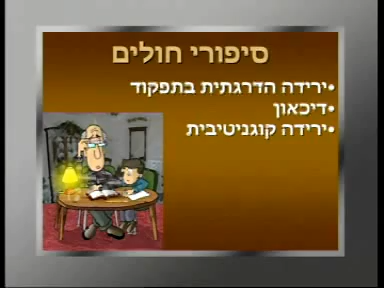 סיפורי חולים
•ירידה הדרגתית בתפקוד
•דיכאון
•ירידה קוגניטיבית